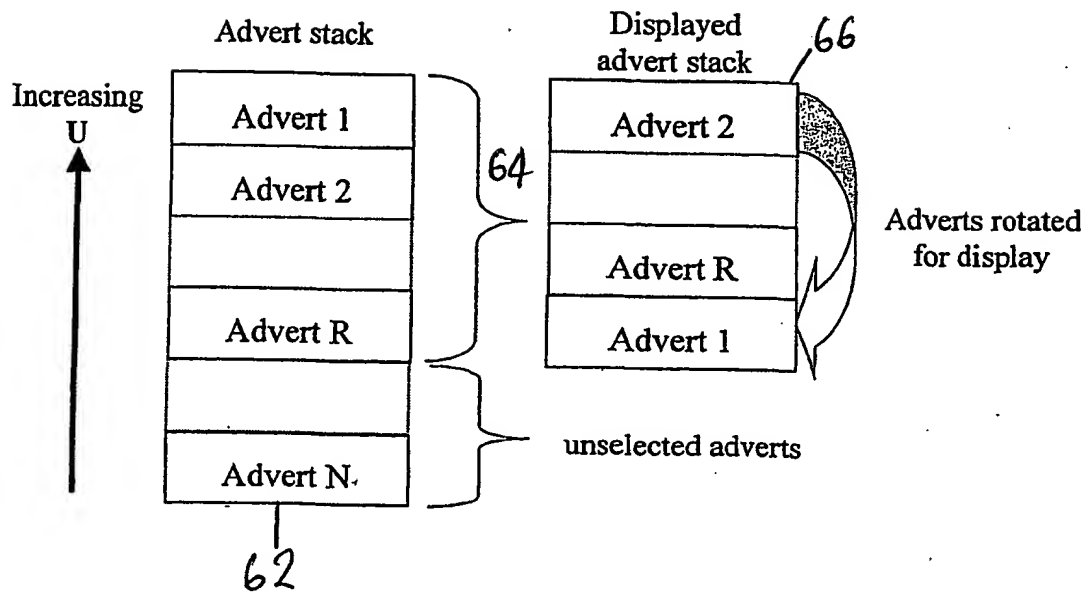 Advert stack
Increasing
U
Advert 1
Advert 2
Advert R
Advert N
62
64
Displayed
advert stack
66
Advert 2
Advert R
Advert 1
Adverts rotated
for display
unselected adverts